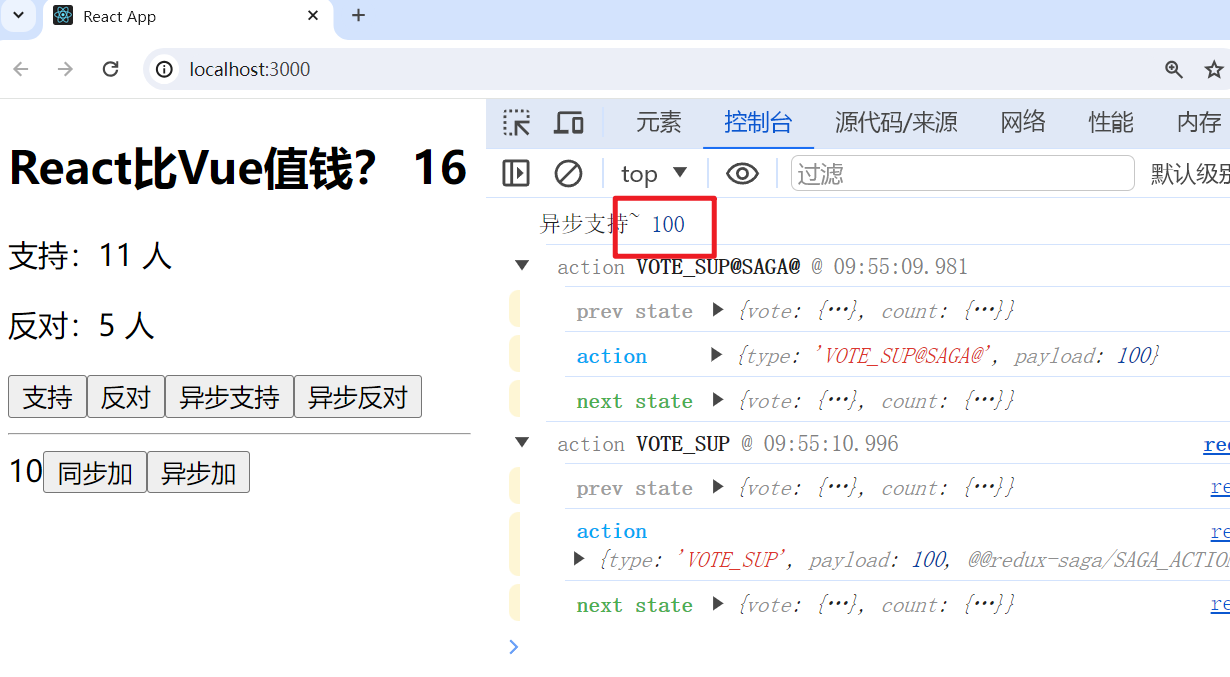 React App
localhost:3000
React比Vue值钱？ 16
支持：11 人
反对：5 人
支持 反对 异步支持 异步反对
10 同步加 异步加
元素 控制台 源代码/来源 网络 性能 内存
top 过滤 默认级别
异步支持~ 100
action VOTE_SUP@SAGA@ @ 09:55:09.981
prev state {vote: {…}, count: {…}}
action {type: 'VOTE_SUP@SAGA@', payload: 100}
next state {vote: {…}, count: {…}}
action VOTE_SUP @ 09:55:10.996 red
prev state {vote: {…}, count: {…}} re
action re
{type: 'VOTE_SUP', payload: 100, @@redux-saga/SAGA_ACTION
next state {vote: {…}, count: {…}} re